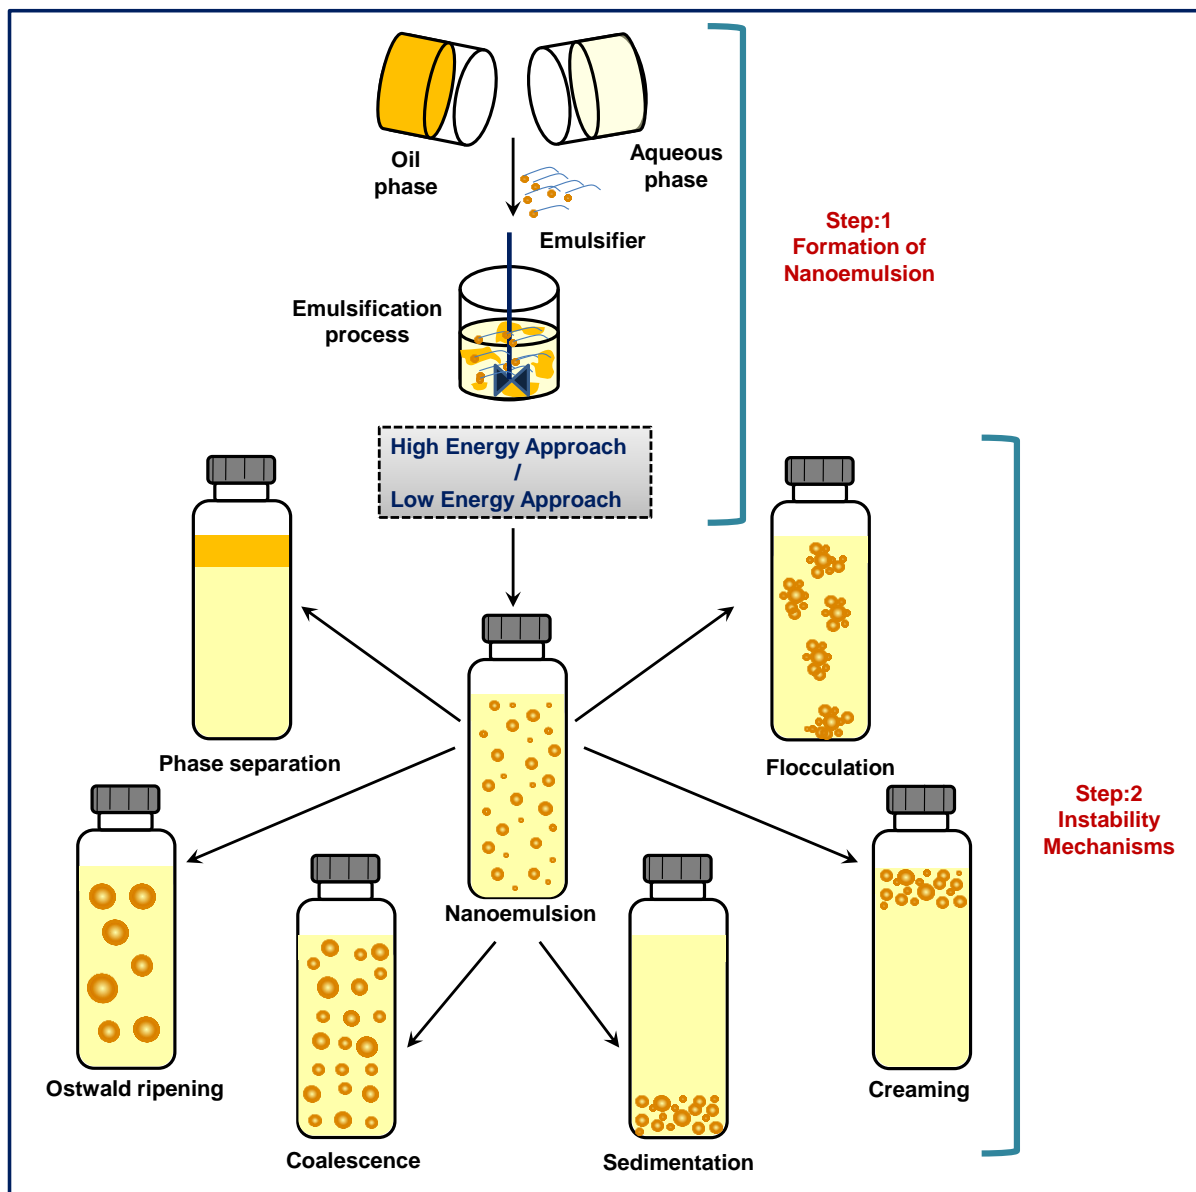 Oil
phase
Aqueous
phase
Emulsifier
Step:1
Formation of
Nanoemulsion
Emulsification
process
High Energy Approach
/
Low Energy Approach
Phase separation
Flocculation
Nanoemulsion
Step:2
Instability
Mechanisms
Ostwald ripening
Creaming
Coalescence
Sedimentation